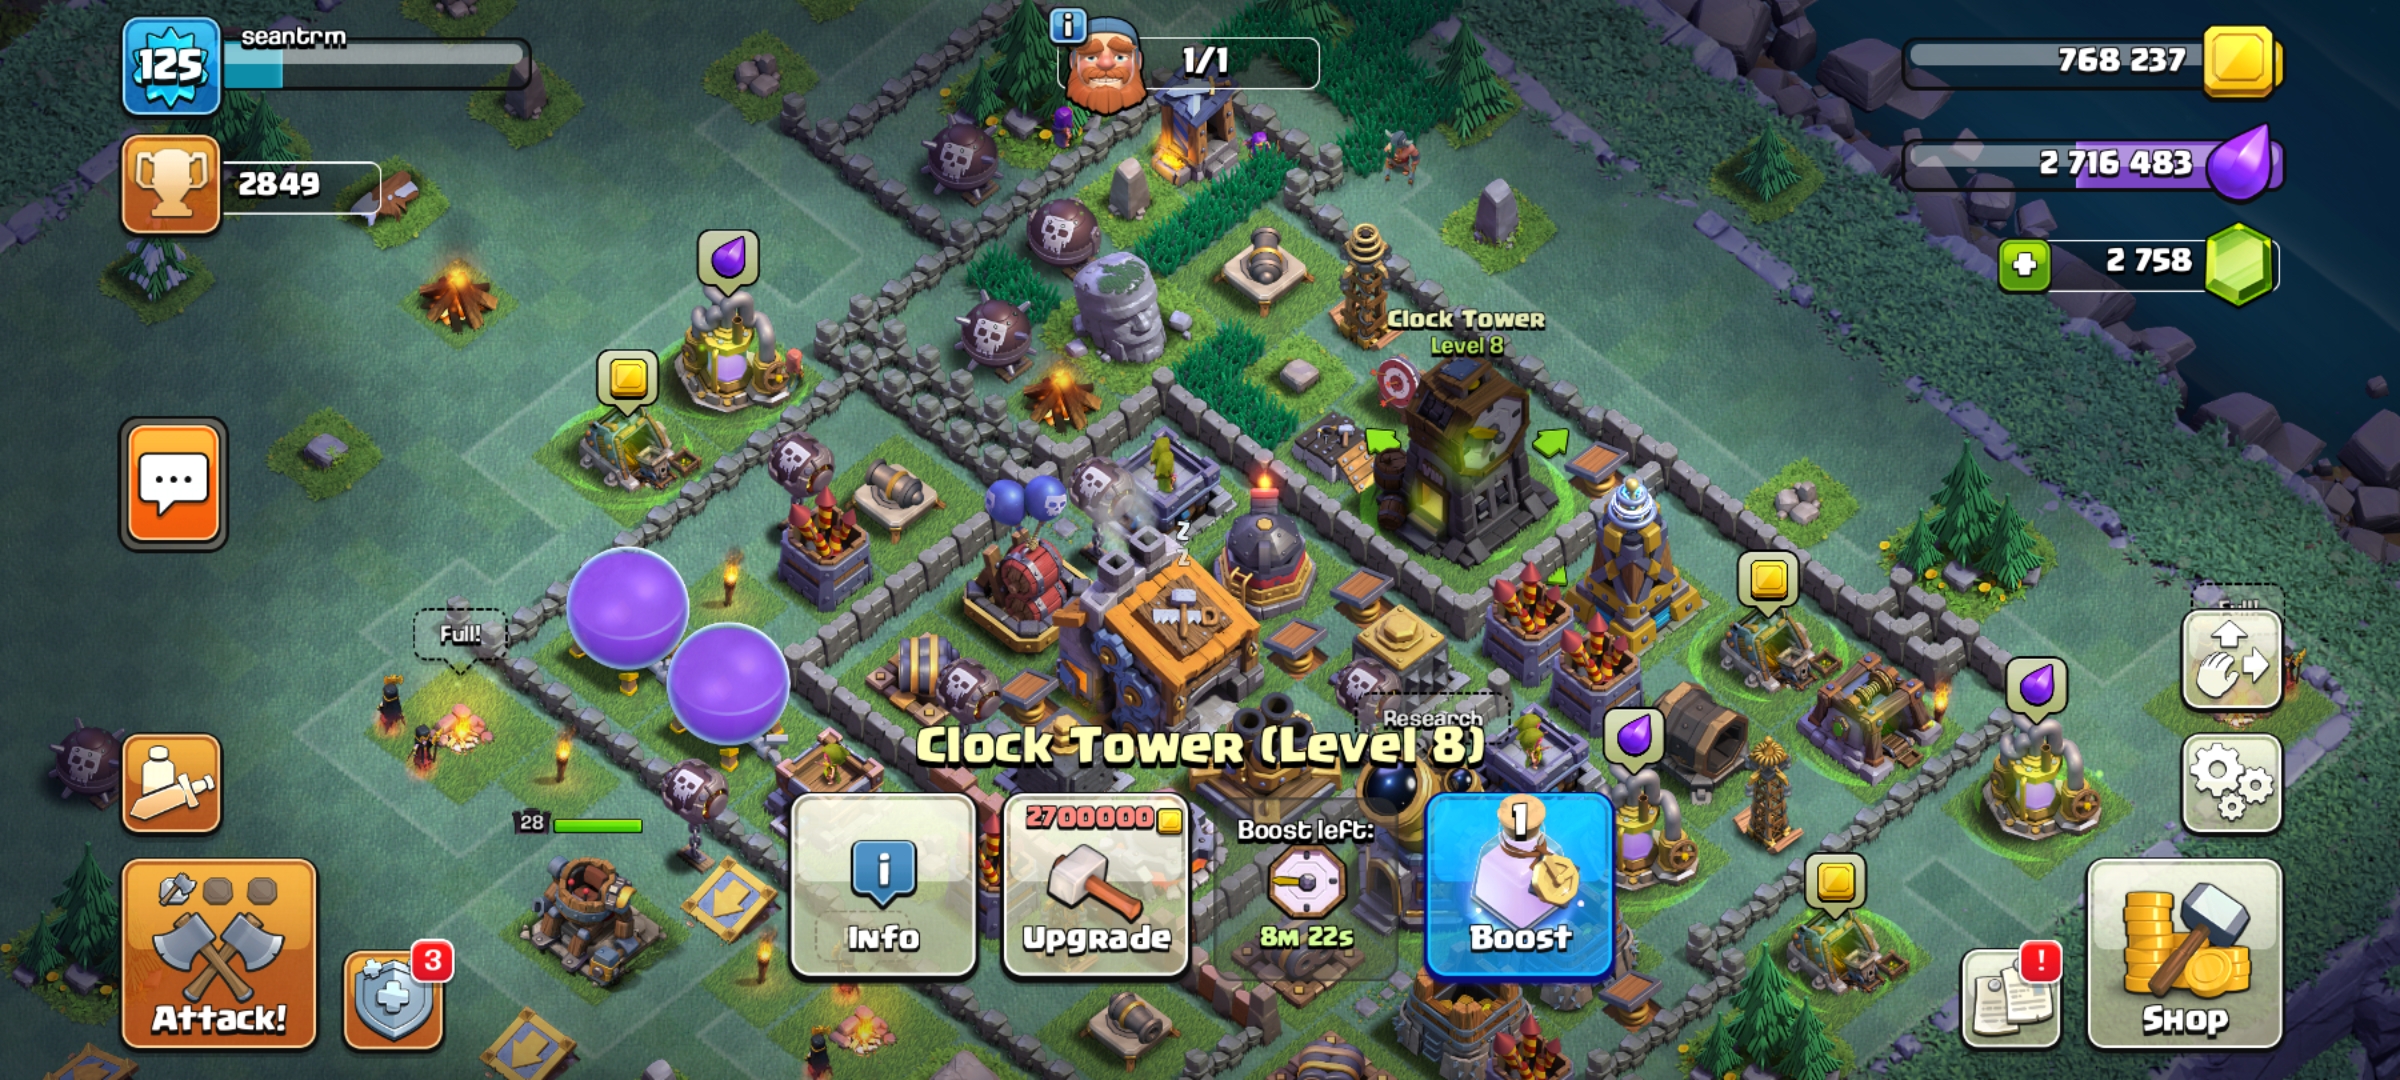 125
seantrm
1/1
768 237
2849
2 716 483
2 758
Clock Tower
Level 8
Z
Z
Full!
Full!
Research
Clock Tower (Level 8)
28
2700000
Boost left:
1
Info
Upgrade
8M 22s
Boost
3
!
Attack!
Shop